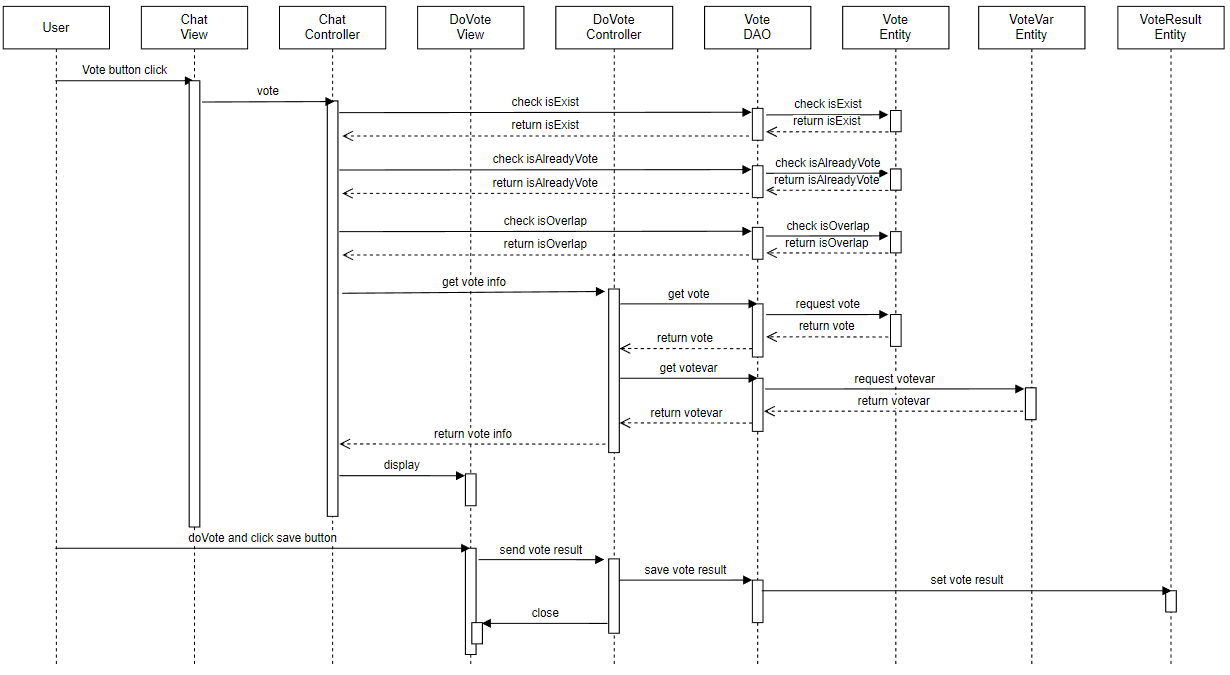 User
Chat
View
Chat
Controller
DoVote
View
DoVote
Controller
Vote
DAO
Vote
Entity
VoteVar
Entity
VoteResult
Entity
Vote button click
vote
check isExist
check isExist
return isExist
return isExist
check isAlreadyVote
check isAlreadyVote
return isAlreadyVote
return isAlreadyVote
check isOverlap
check isOverlap
return isOverlap
return isOverlap
get vote info
get vote
request vote
return vote
return vote
get votevar
request votevar
return votevar
return votevar
return vote info
display
doVote and click save button
send vote result
save vote result
set vote result
close